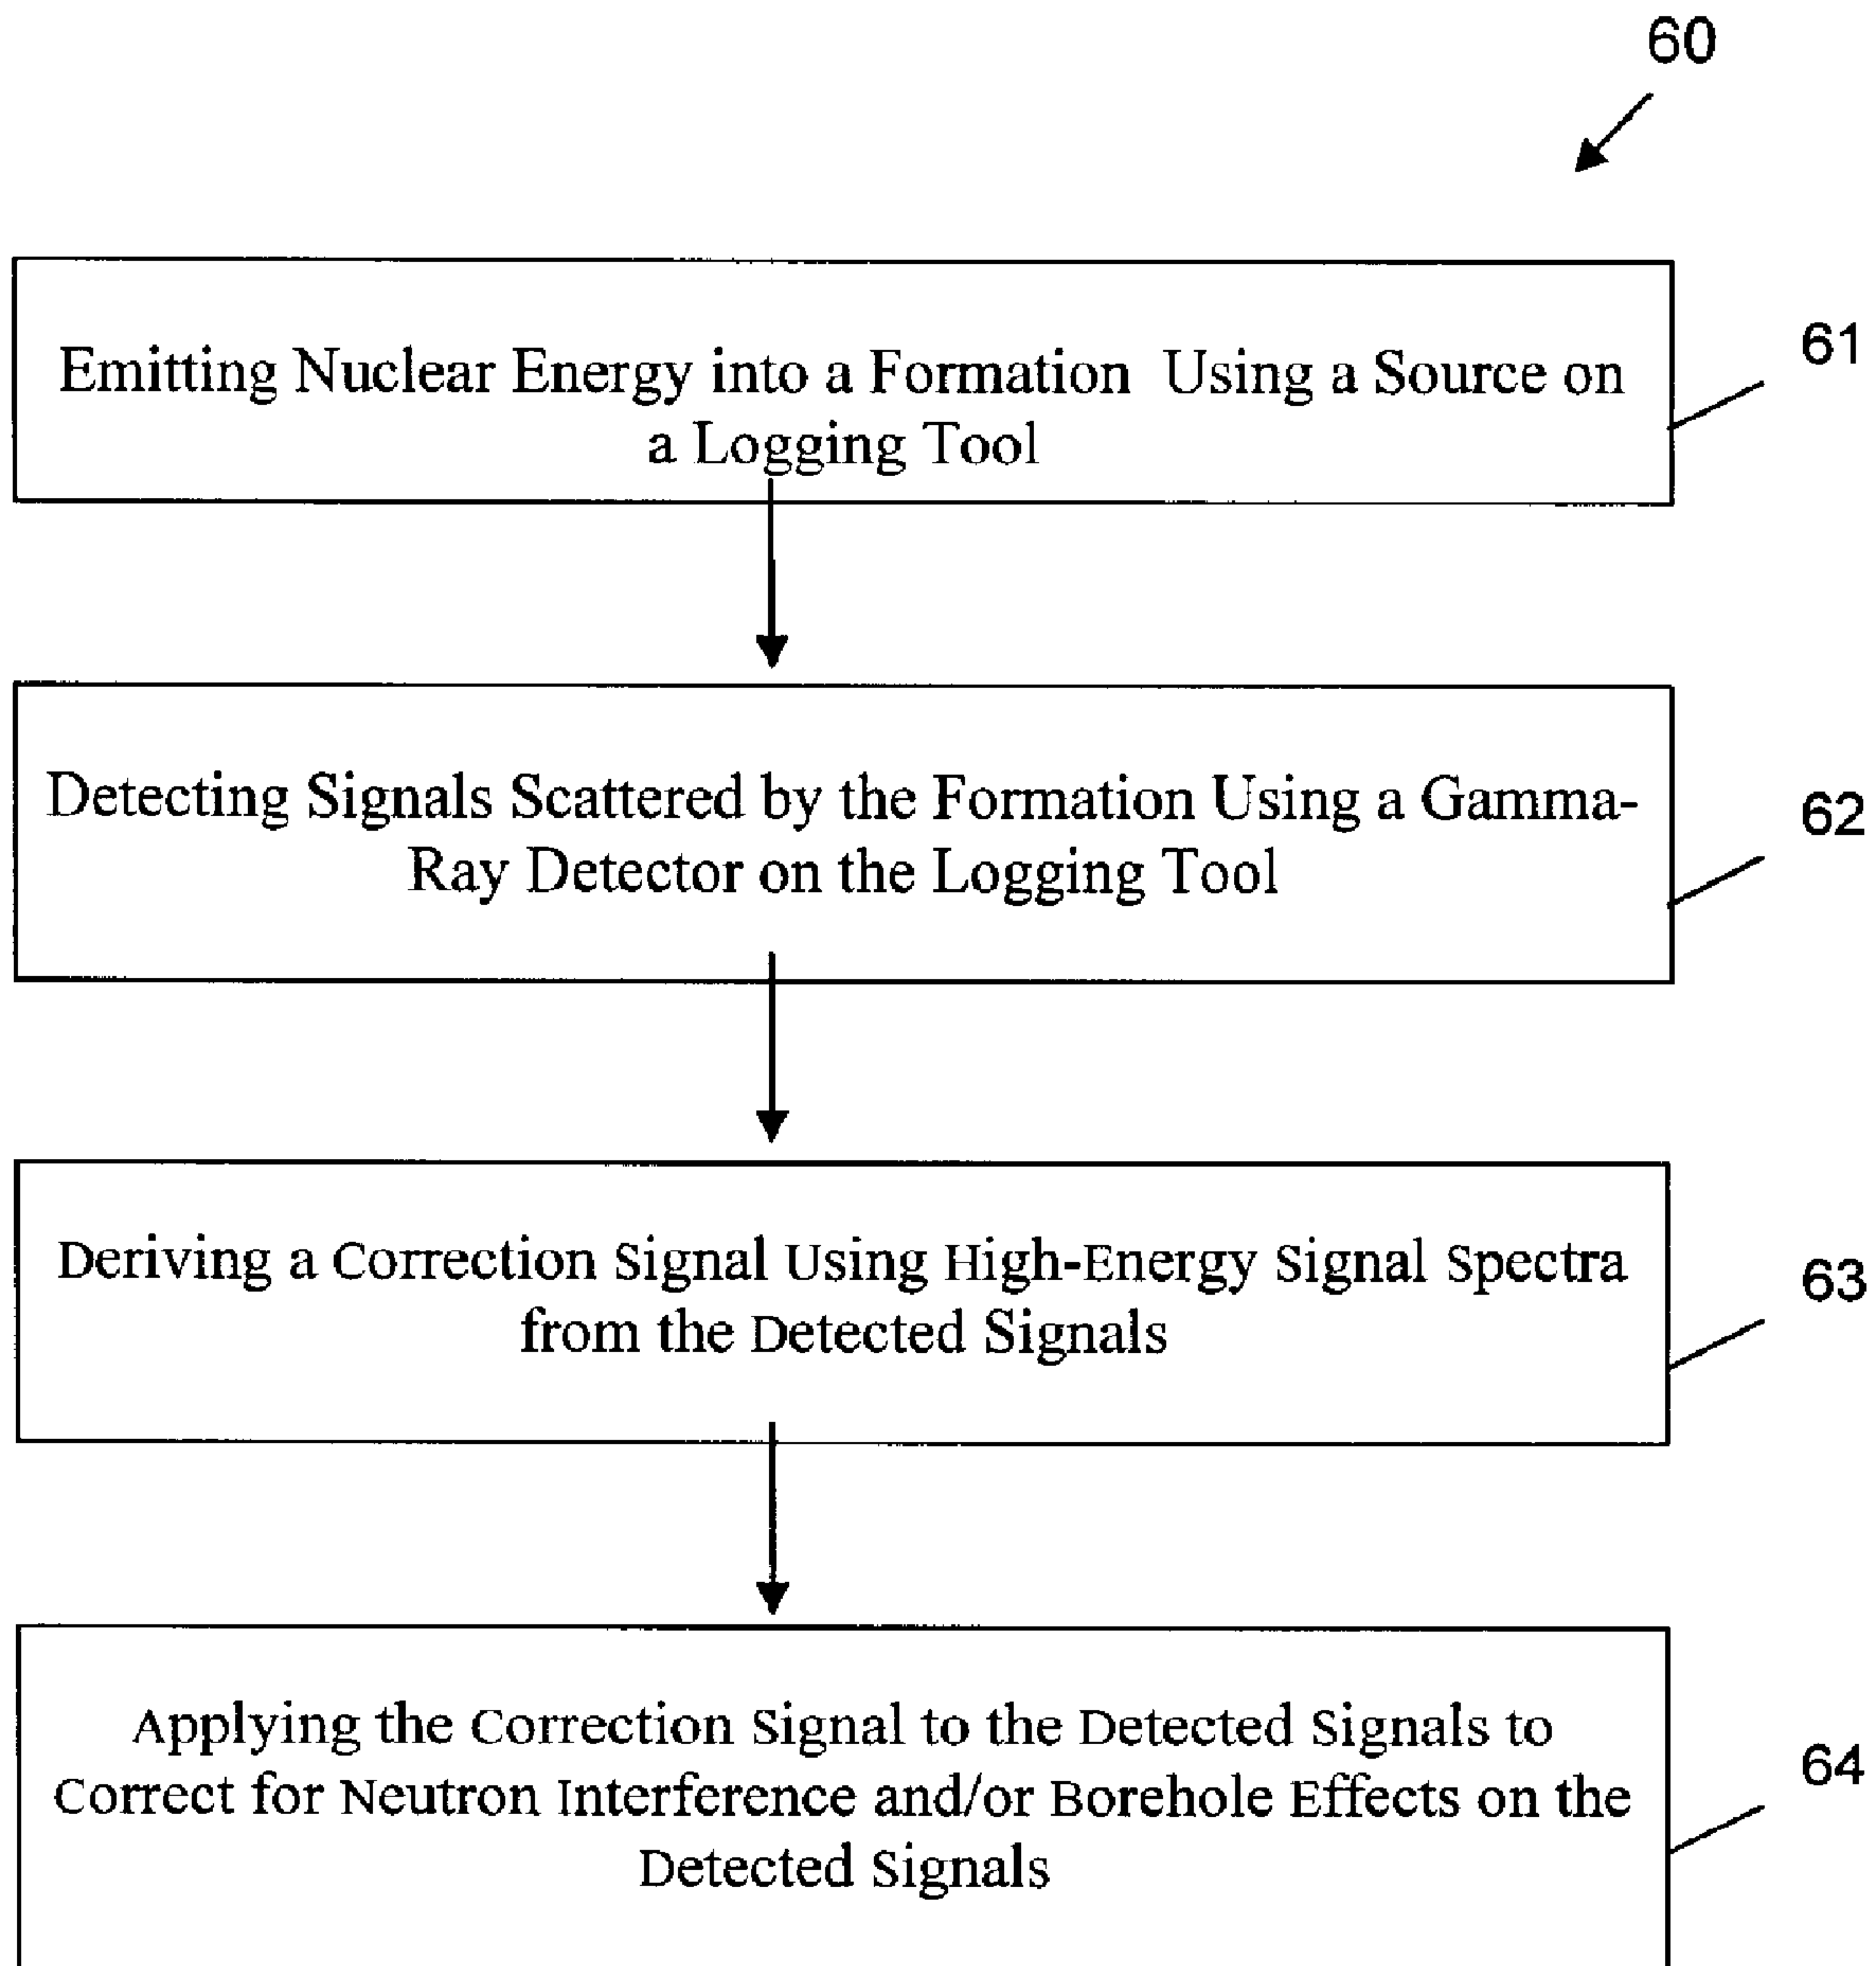 60
Emitting Nuclear Energy into a Formation Using a Source on
a Logging Tool
61
Detecting Signals Scattered by the Formation Using a Gamma-
Ray Detector on the Logging Tool
62
Deriving a Correction Signal Using High-Energy Signal Spectra
from the Detected Signals
63
Applying the Correction Signal to the Detected Signals to
Correct for Neutron Interference and/or Borehole Effects on the
Detected Signals
64